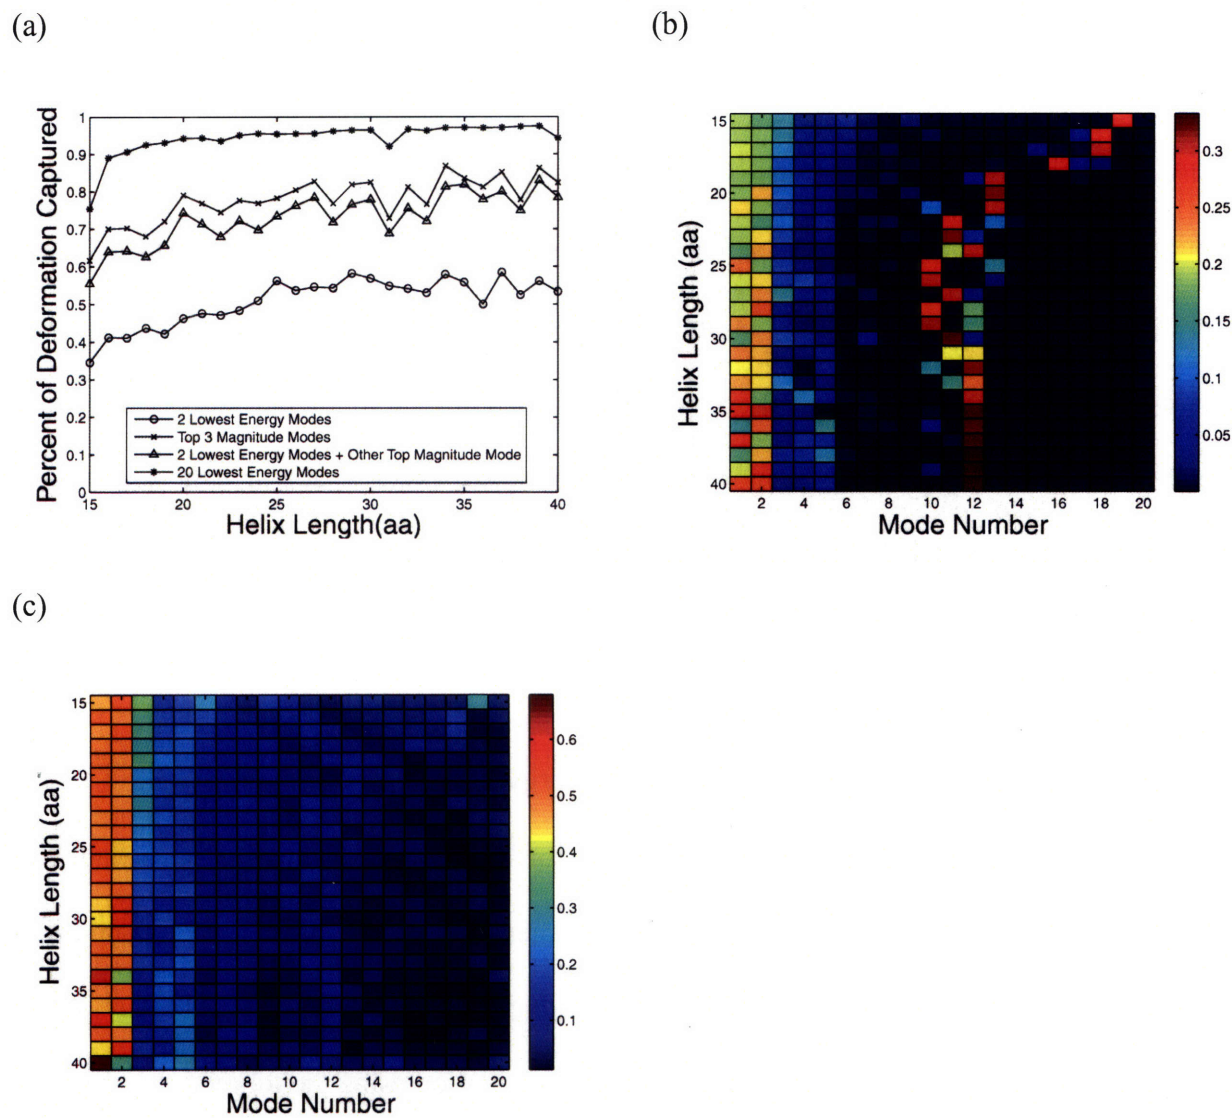 (a)
(b)
Percent of Deformation Captured
1
0.9
0.8
0.7
0.6
0.5
0.4
0.3
0.2
0.1
0
2 Lowest Energy Modes
Top 3 Magnitude Modes
2 Lowest Energy Modes + Other Top Magnitude Mode
20 Lowest Energy Modes
15 20 25 30 35 40
Helix Length(aa)
Helix Length (aa)
15
20
25
30
35
40
2 4 6 8 10 12 14 16 18 20
Mode Number
0.3
0.25
0.2
0.15
0.1
0.05
(c)
Helix Length (aa)
15
20
25
30
35
40
2 4 6 8 10 12 14 16 18 20
Mode Number
0.6
0.5
0.4
0.3
0.2
0.1